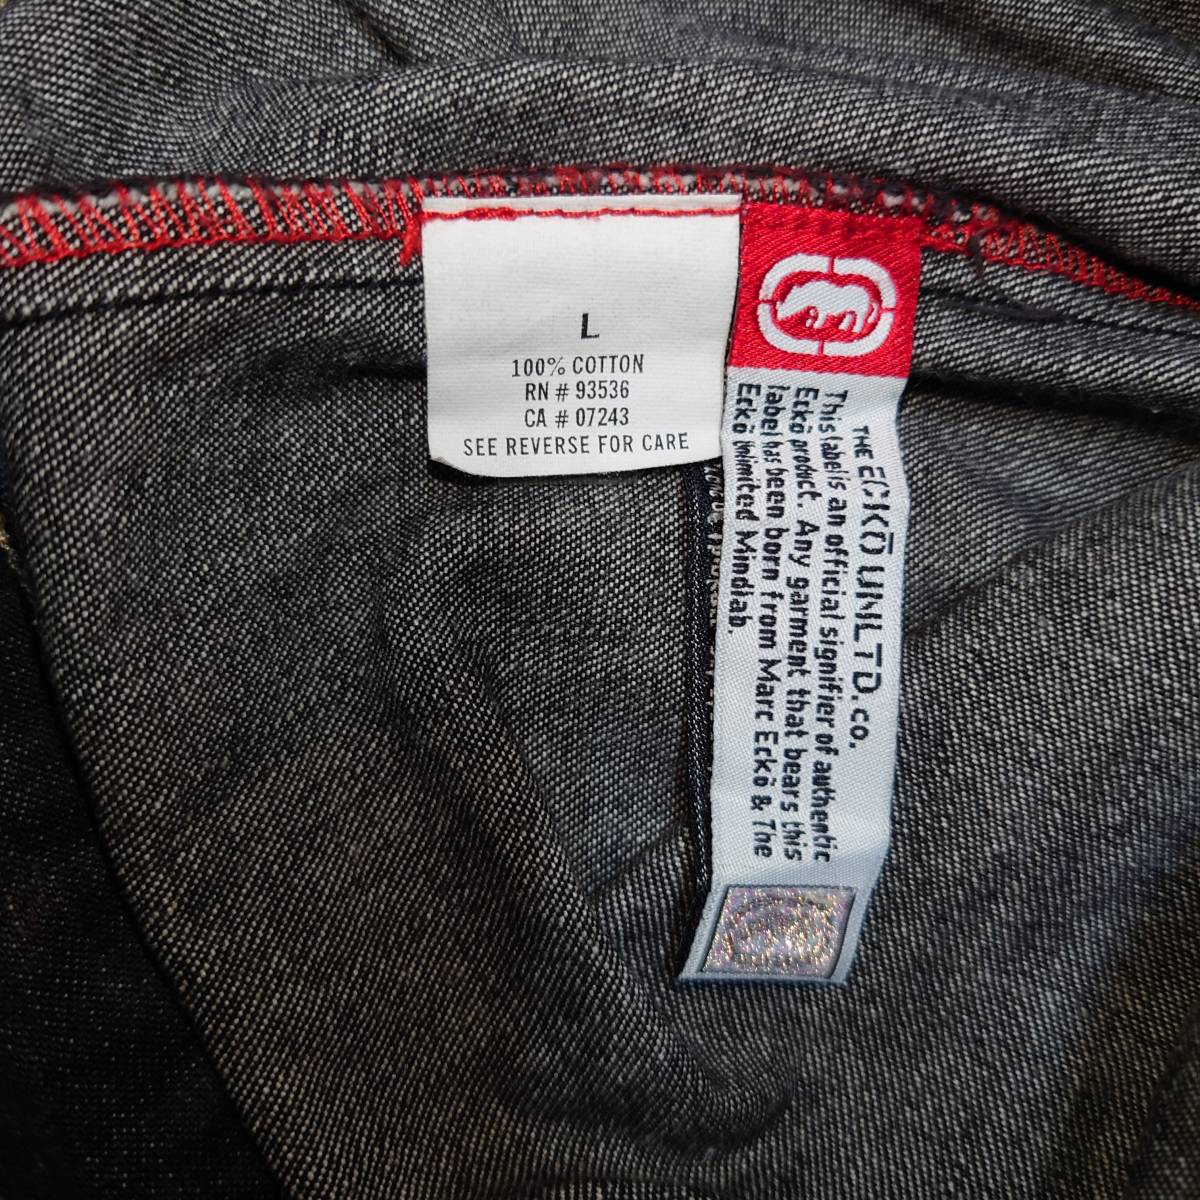 L
100% COTTON
RN # 93536
CA # 07243
SEE REVERSE FOR CARE
THE ECKŌ UNLTD.co.
This label is an official signifier of authentic
Eckō product. Any garment that bears this
label has been born from Marc Eckō & The
Eckō Unlimited Mindlab.